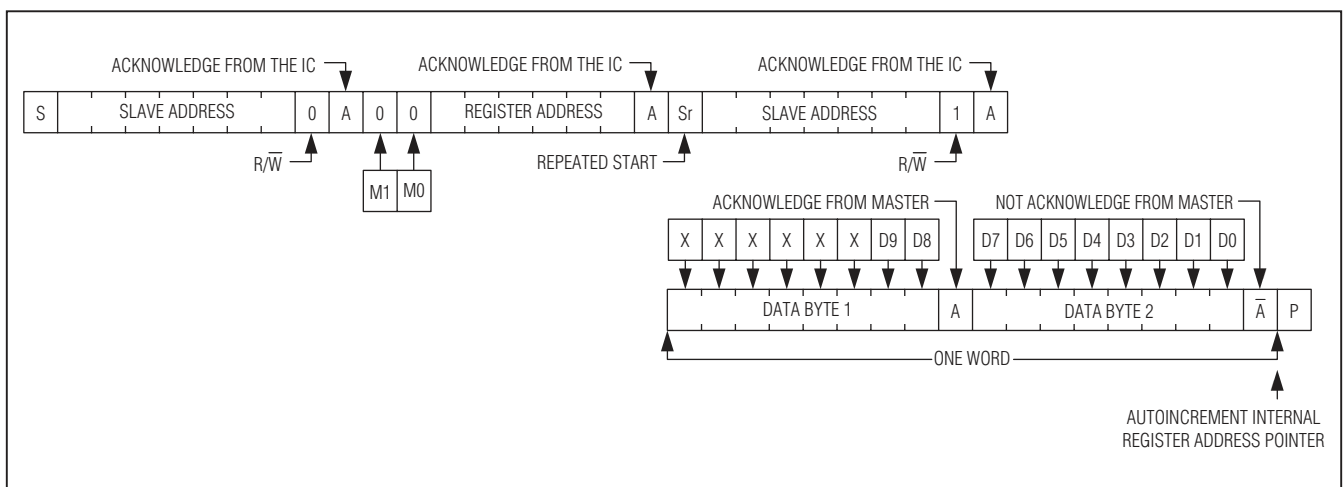 ACKNOWLEDGE FROM THE IC ACKNOWLEDGE FROM THE IC ACKNOWLEDGE FROM THE IC
S SLAVE ADDRESS 0 A 0 0 REGISTER ADDRESS A Sr SLAVE ADDRESS 1 A
R/W̅ REPEATED START R/W̅
M1 M0
ACKNOWLEDGE FROM MASTER NOT ACKNOWLEDGE FROM MASTER
X X X X X X D9 D8 D7 D6 D5 D4 D3 D2 D1 D0
DATA BYTE 1 A DATA BYTE 2 A̅ P
ONE WORD
AUTOINCREMENT INTERNAL
REGISTER ADDRESS POINTER